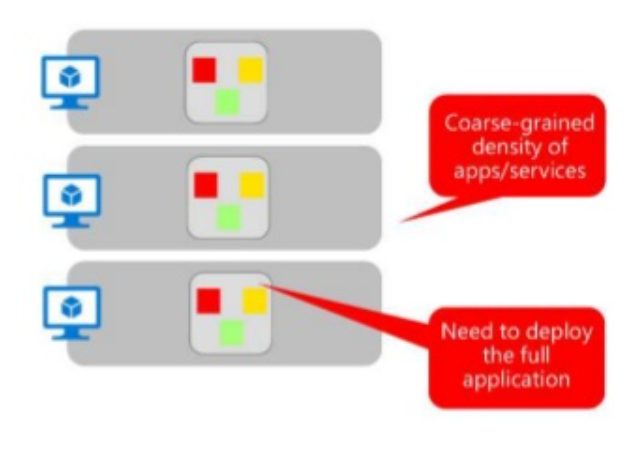 Coarse-grained
density of
apps/services
Need to deploy
the full
application